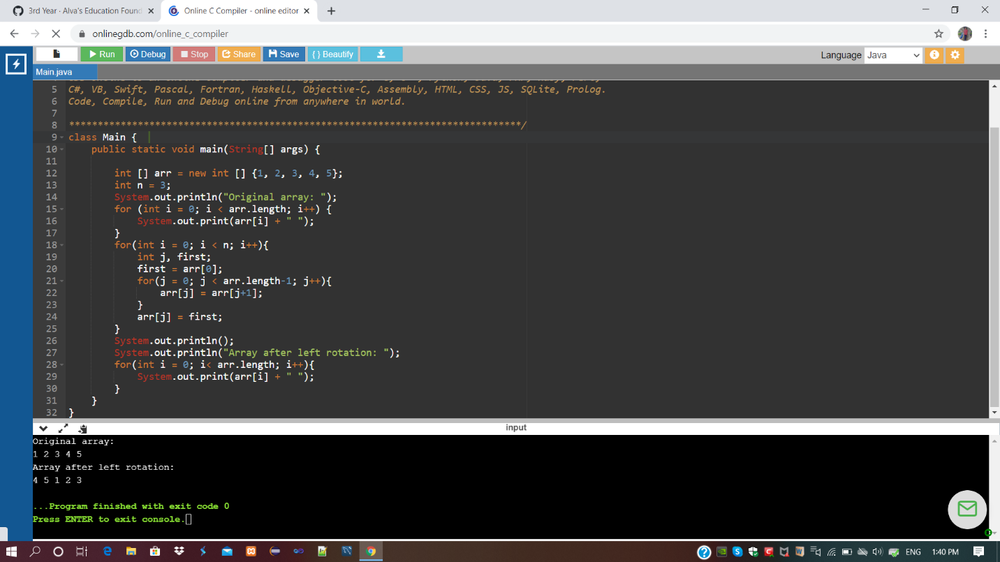 3rd Year · Alva's Education Found
Online C Compiler - online editor
onlinegdb.com/online_c_compiler
Run Debug Stop Share Save { } Beautify
Language Java
Main.java
5 C#, VB, Swift, Pascal, Fortran, Haskell, Objective-C, Assembly, HTML, CSS, JS, SQLite, Prolog.
6 Code, Compile, Run and Debug online from anywhere in world.
7
8 *******************************************************************************/
9 class Main {
10 public static void main(String[] args) {
11
12 int [] arr = new int [] {1, 2, 3, 4, 5};
13 int n = 3;
14 System.out.println("Original array: ");
15 for (int i = 0; i < arr.length; i++) {
16 System.out.print(arr[i] + " ");
17 }
18 for(int i = 0; i < n; i++){
19 int j, first;
20 first = arr[0];
21 for(j = 0; j < arr.length-1; j++){
22 arr[j] = arr[j+1];
23 }
24 arr[j] = first;
25 }
26 System.out.println();
27 System.out.println("Array after left rotation: ");
28 for(int i = 0; i< arr.length; i++){
29 System.out.print(arr[i] + " ");
30 }
31 }
32 }
input
Original array:
1 2 3 4 5
Array after left rotation:
4 5 1 2 3
...Program finished with exit code 0
Press ENTER to exit console.
ENG 1:40 PM